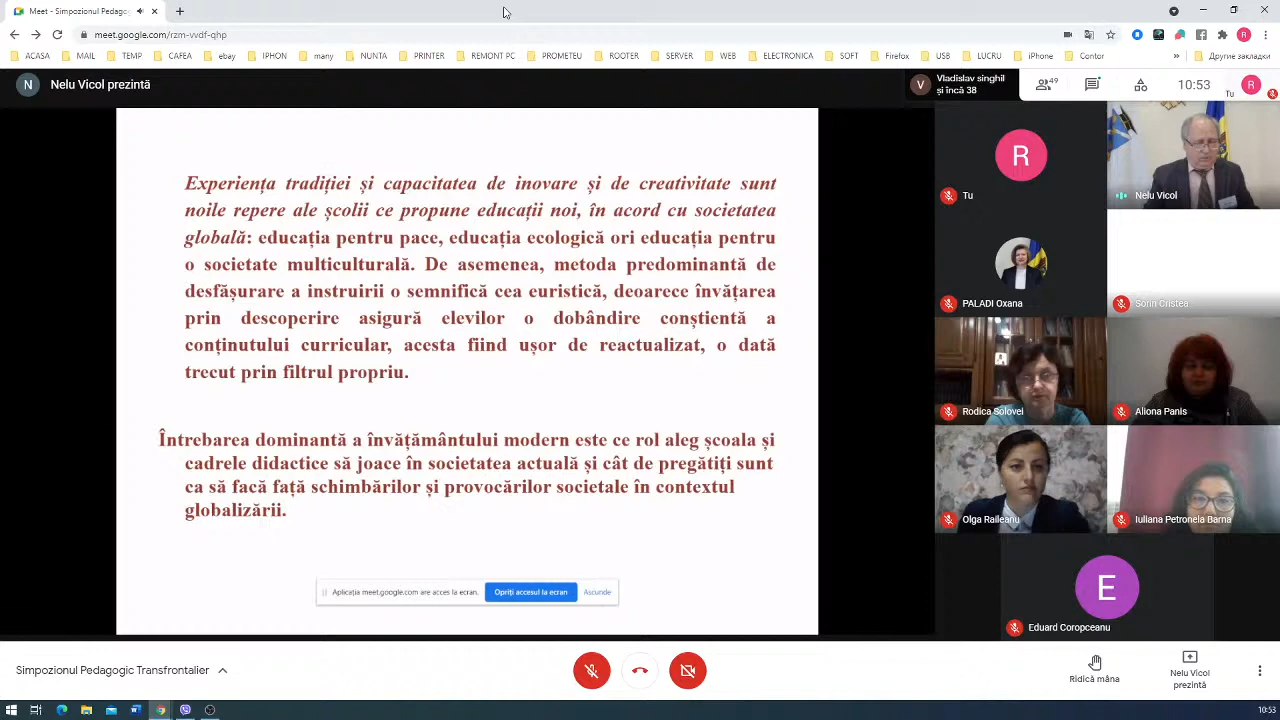 Meet - Simpozionul Pedagog
meet.google.com/rzm-vvdf-qhp
ACASA MAIL TEMP CAFEA ebay IPHON many NUNTA PRINTER REMONT PC PROMETEU ROOTER SERVER WEB ELECTRONICA SOFT Firefox USB LUCRU iPhone Contor » Другие закладки
N Nelu Vicol prezintă
V Vladislav singhil și încă 38
49
10:53
Tu
R
Experiența tradiției și capacitatea de inovare și de creativitate sunt
noile repere ale școlii ce propune educații noi, în acord cu societatea
globală: educația pentru pace, educația ecologică ori educația pentru
o societate multiculturală. De asemenea, metoda predominantă de
desfășurare a instruirii o semnifică cea euristică, deoarece învățarea
prin descoperire asigură elevilor o dobândire conștientă a
conținutului curricular, acesta fiind ușor de reactualizat, o dată
trecut prin filtrul propriu.
Întrebarea dominantă a învățământului modern este ce rol aleg școala și
cadrele didactice să joace în societatea actuală și cât de pregătiți sunt
ca să facă față schimbărilor și provocărilor societale în contextul
globalizării.
Aplicația meet.google.com are acces la ecran. Opriți accesul la ecran Ascunde
R
Tu
Nelu Vicol
PALADI Oxana
Sorin Cristea
Rodica Solovei
Aliona Panis
Olga Raileanu
Iuliana Petronela Barna
E
Eduard Coropceanu
Simpozionul Pedagogic Transfrontalier
Ridică mâna
Nelu Vicol
prezintă
10:53